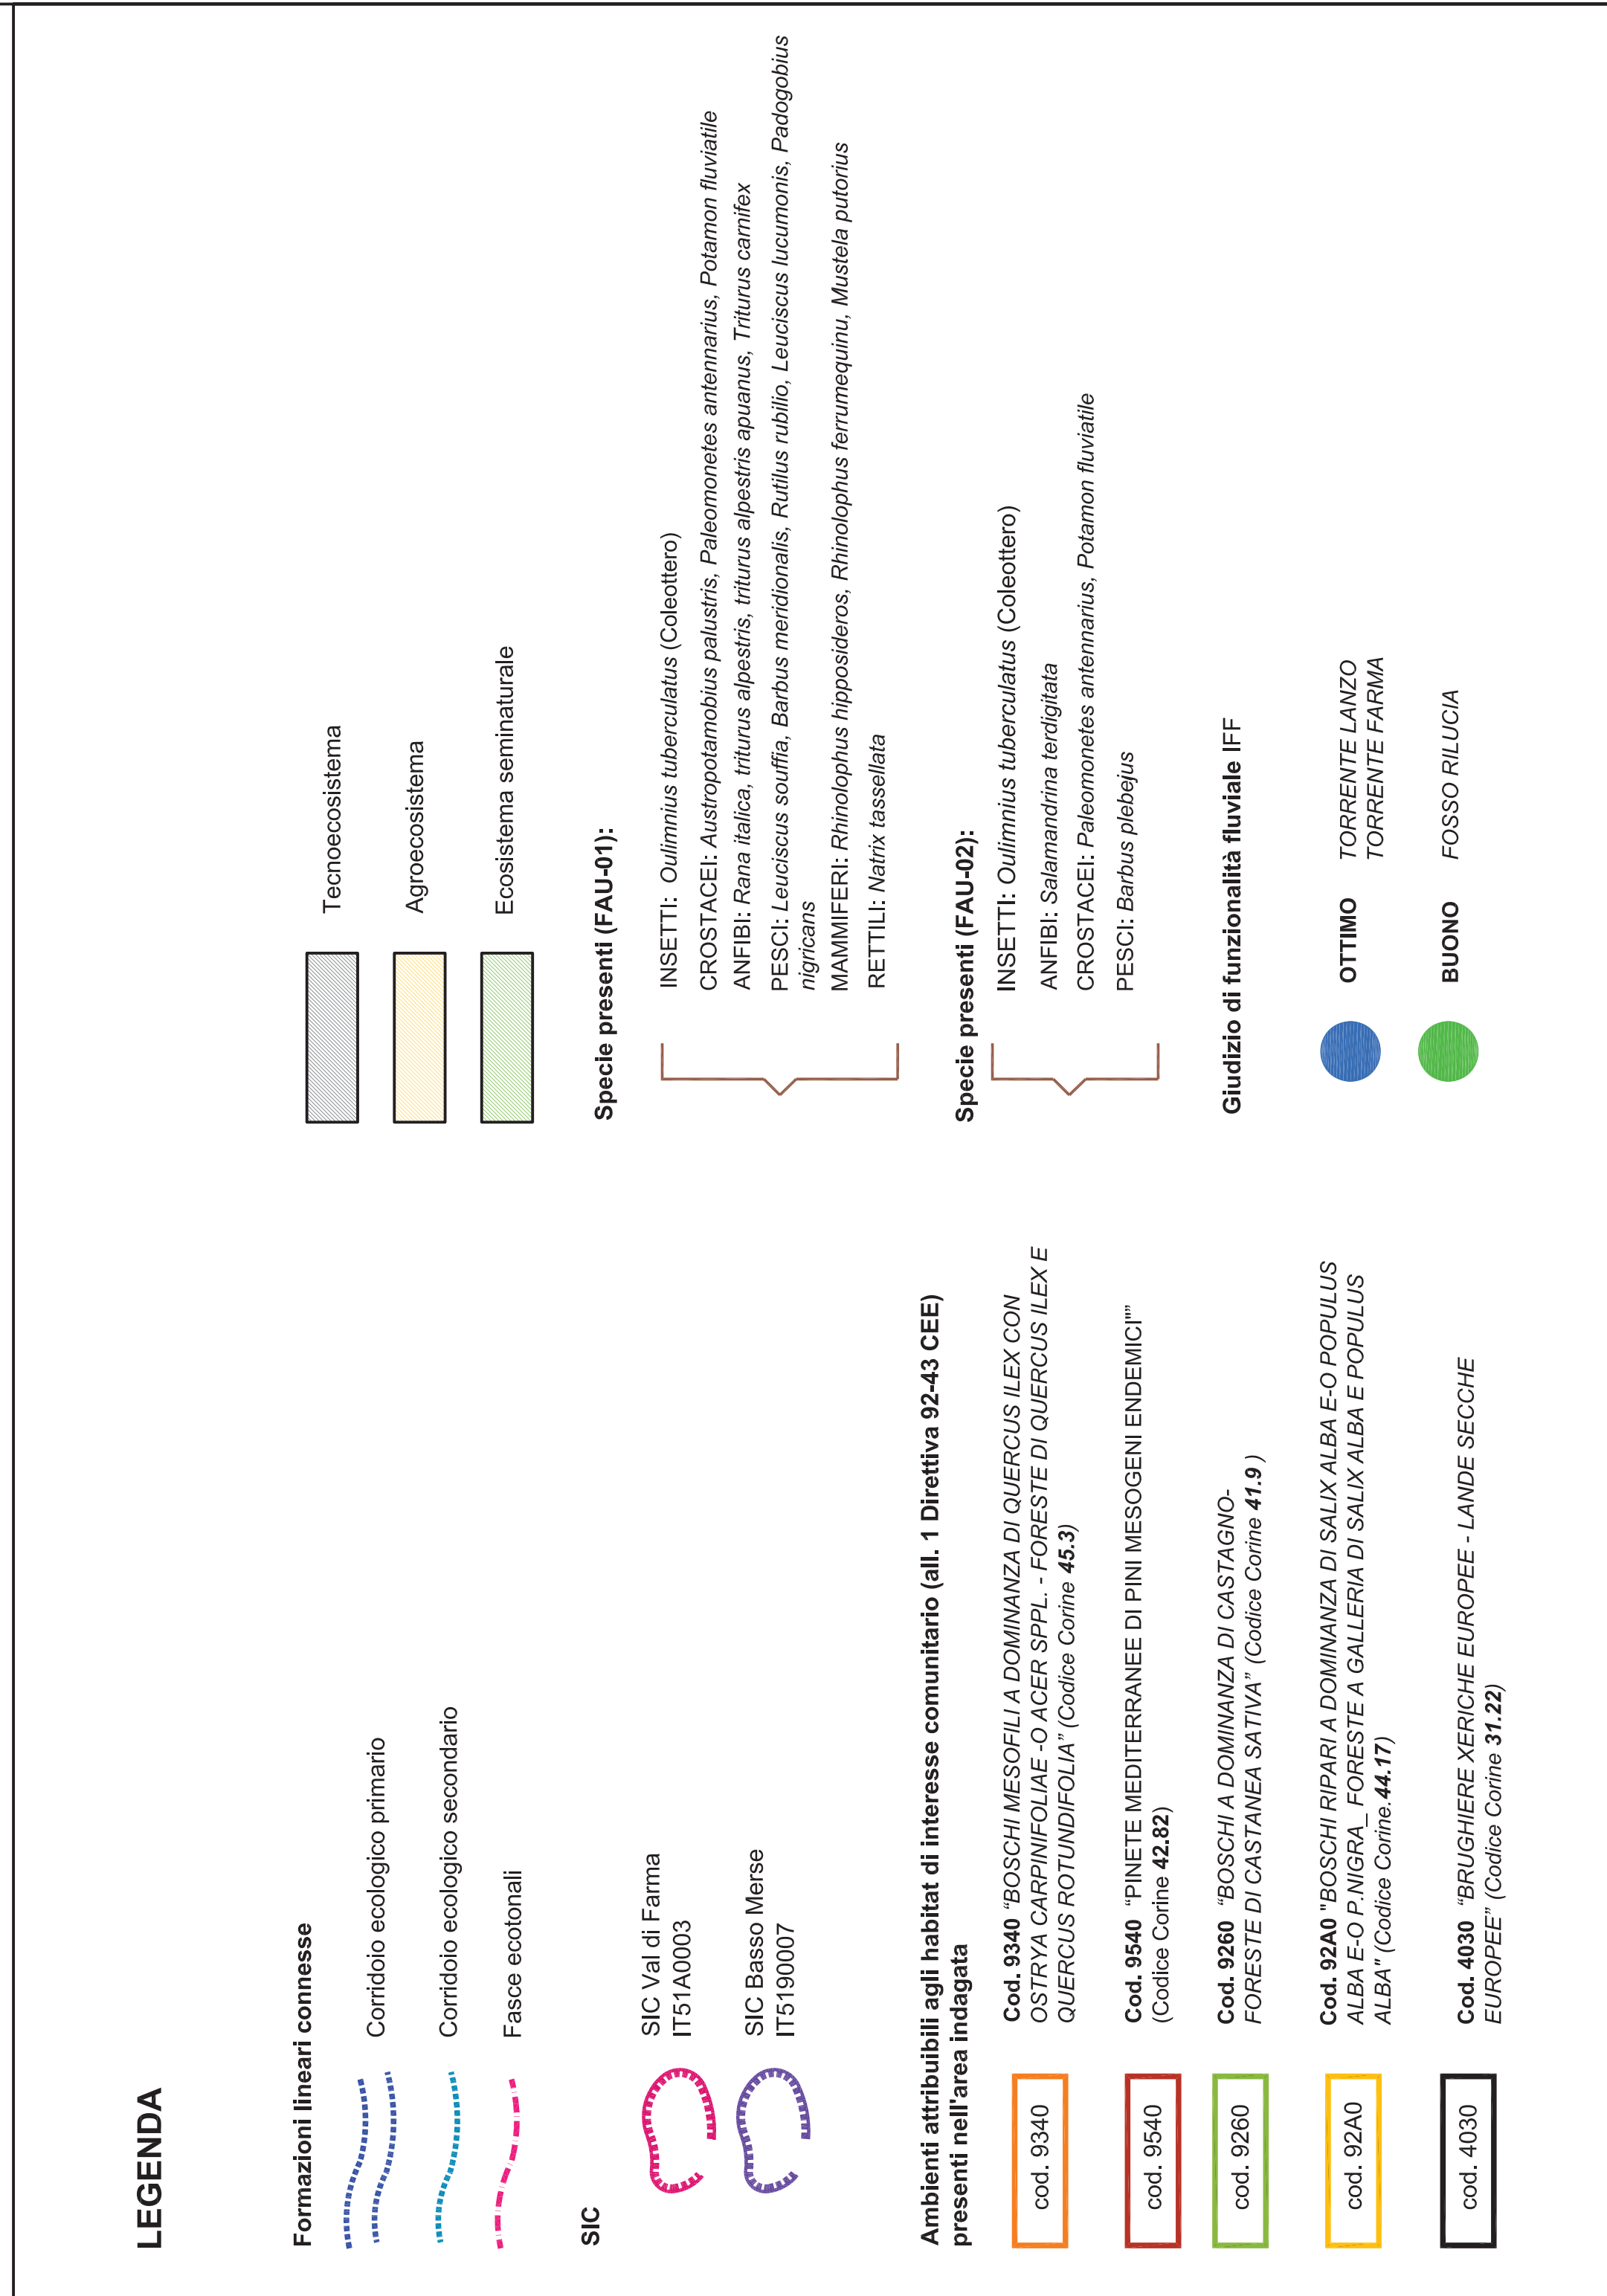 LEGENDA
Formazioni lineari connesse
Corridoio ecologico primario
Corridoio ecologico secondario
Fasce ecotonali
SIC
SIC Val di Farma
IT51A0003
SIC Basso Merse
IT5190007
Ambienti attribuibili agli habitat di interesse comunitario (all. 1 Direttiva 92-43 CEE)
presenti nell'area indagata
cod. 9340
Cod. 9340 “BOSCHI MESOFILI A DOMINANZA DI QUERCUS ILEX CON
OSTRYA CARPINIFOLIAE -O ACER SPPL. - FORESTE DI QUERCUS ILEX E
QUERCUS ROTUNDIFOLIA” (Codice Corine 45.3)
cod. 9540
Cod. 9540 “PINETE MEDITERRANEE DI PINI MESOGENI ENDEMICI"”
(Codice Corine 42.82)
cod. 9260
Cod. 9260 “BOSCHI A DOMINANZA DI CASTAGNO-
FORESTE DI CASTANEA SATIVA” (Codice Corine 41.9 )
cod. 92A0
Cod. 92A0 "BOSCHI RIPARI A DOMINANZA DI SALIX ALBA E-O POPULUS
ALBA E-O P.NIGRA_ FORESTE A GALLERIA DI SALIX ALBA E POPULUS
ALBA" (Codice Corine.44.17)
cod. 4030
Cod. 4030 “BRUGHIERE XERICHE EUROPEE - LANDE SECCHE
EUROPEE” (Codice Corine 31.22)
Tecnoecosistema
Agroecosistema
Ecosistema seminaturale
Specie presenti (FAU-01):
INSETTI: Oulimnius tuberculatus (Coleottero)
CROSTACEI: Austropotamobius palustris, Paleomonetes antennarius, Potamon fluviatile
ANFIBI: Rana italica, triturus alpestris, triturus alpestris apuanus, Triturus carnifex
PESCI: Leuciscus souffia, Barbus meridionalis, Rutilus rubilio, Leuciscus lucumonis, Padogobius
nigricans
MAMMIFERI: Rhinolophus hipposideros, Rhinolophus ferrumequinu, Mustela putorius
RETTILI: Natrix tassellata
Specie presenti (FAU-02):
INSETTI: Oulimnius tuberculatus (Coleottero)
ANFIBI: Salamandrina terdigitata
CROSTACEI: Paleomonetes antennarius, Potamon fluviatile
PESCI: Barbus plebejus
Giudizio di funzionalità fluviale IFF
OTTIMO TORRENTE LANZO
TORRENTE FARMA
BUONO FOSSO RILUCIA